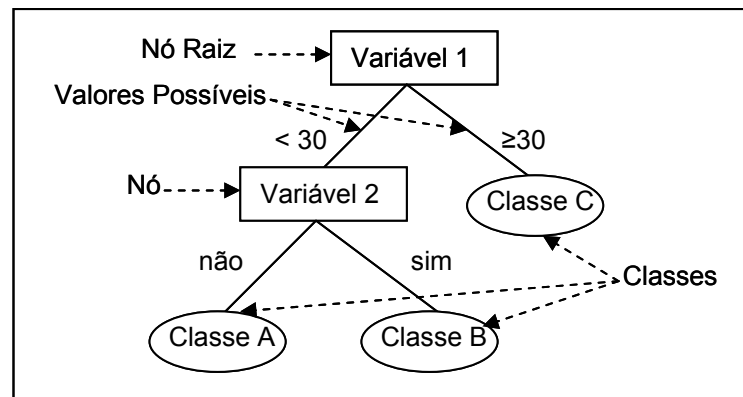 Nó Raiz
Variável 1
Valores Possíveis
< 30
≥30
Nó
Variável 2
Classe C
não
sim
Classes
Classe A
Classe B